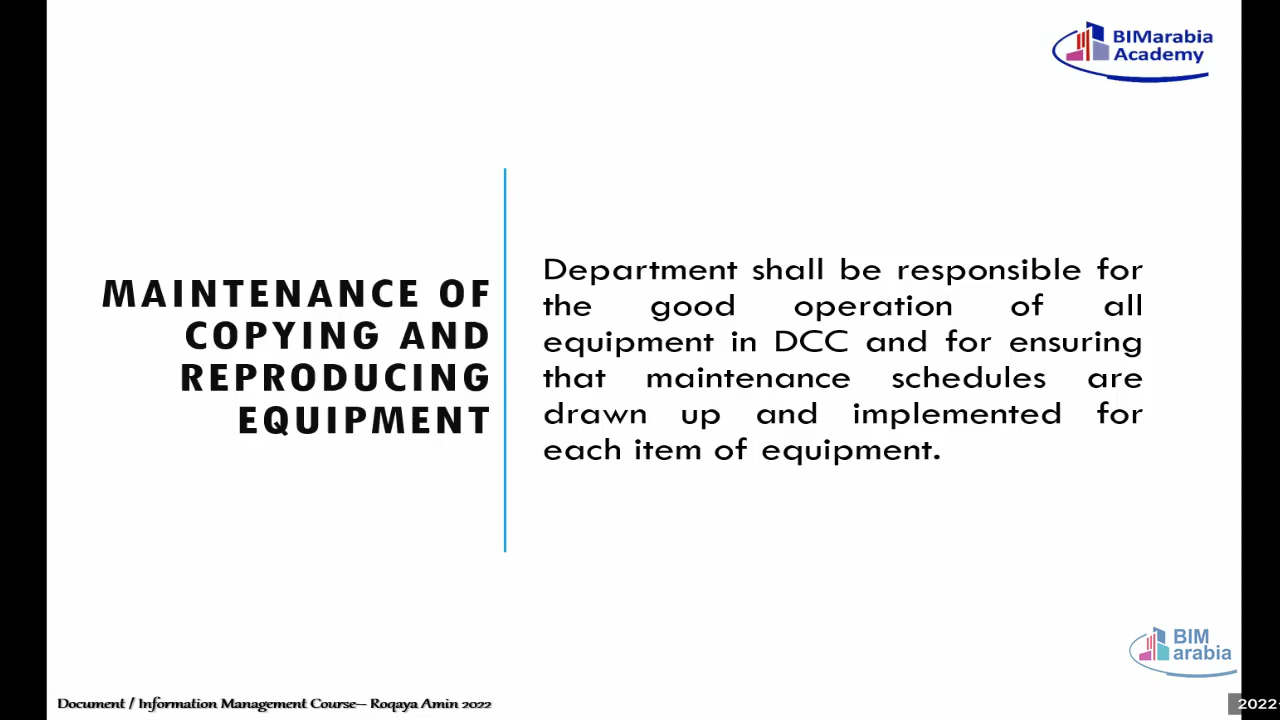 BIMarabia
Academy
MAINTENANCE OF
COPYING AND
REPRODUCING
EQUIPMENT
Department shall be responsible for
the good operation of all
equipment in DCC and for ensuring
that maintenance schedules are
drawn up and implemented for
each item of equipment.
BIM
arabia
Document / Information Management Course– Roqaya Amin 2022
2022-